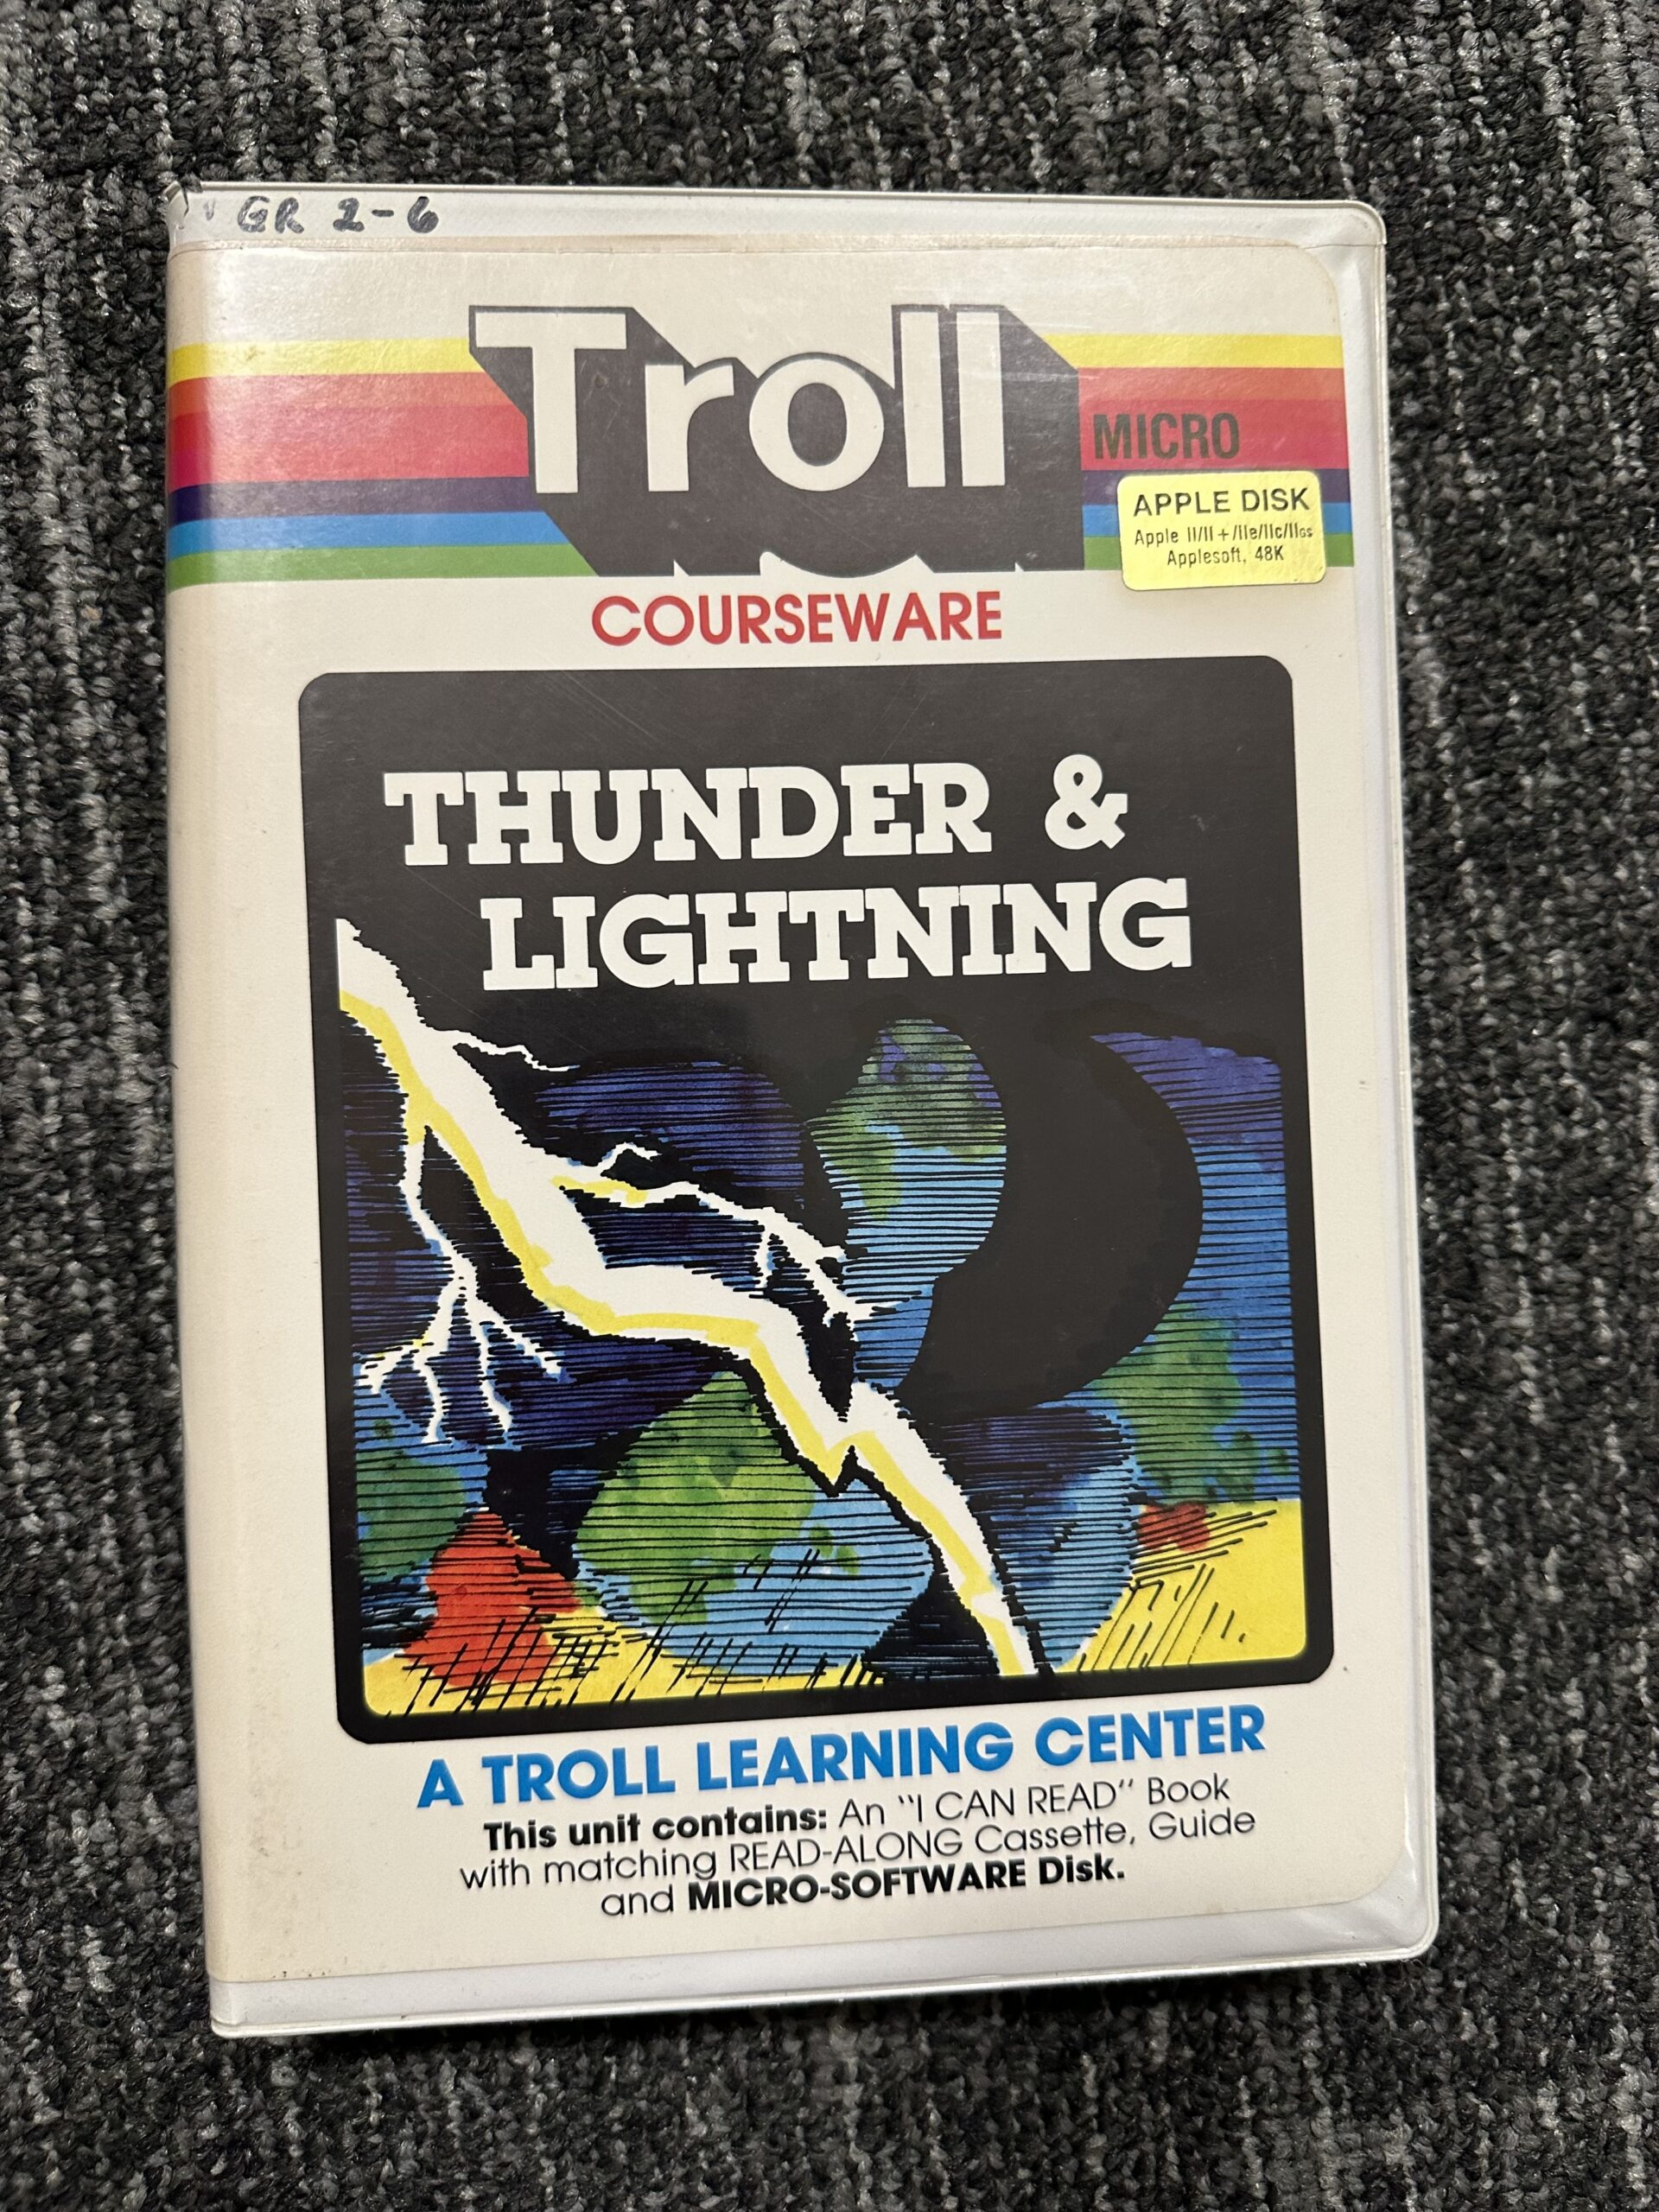 GR 2-6
Troll
MICRO
APPLE DISK
Apple II/II+/IIe/IIc/IIGS
Applesoft, 48K
COURSEWARE
THUNDER &
LIGHTNING
A TROLL LEARNING CENTER
This unit contains: An "I CAN READ" Book
with matching READ-ALONG Cassette, Guide
and MICRO-SOFTWARE Disk.